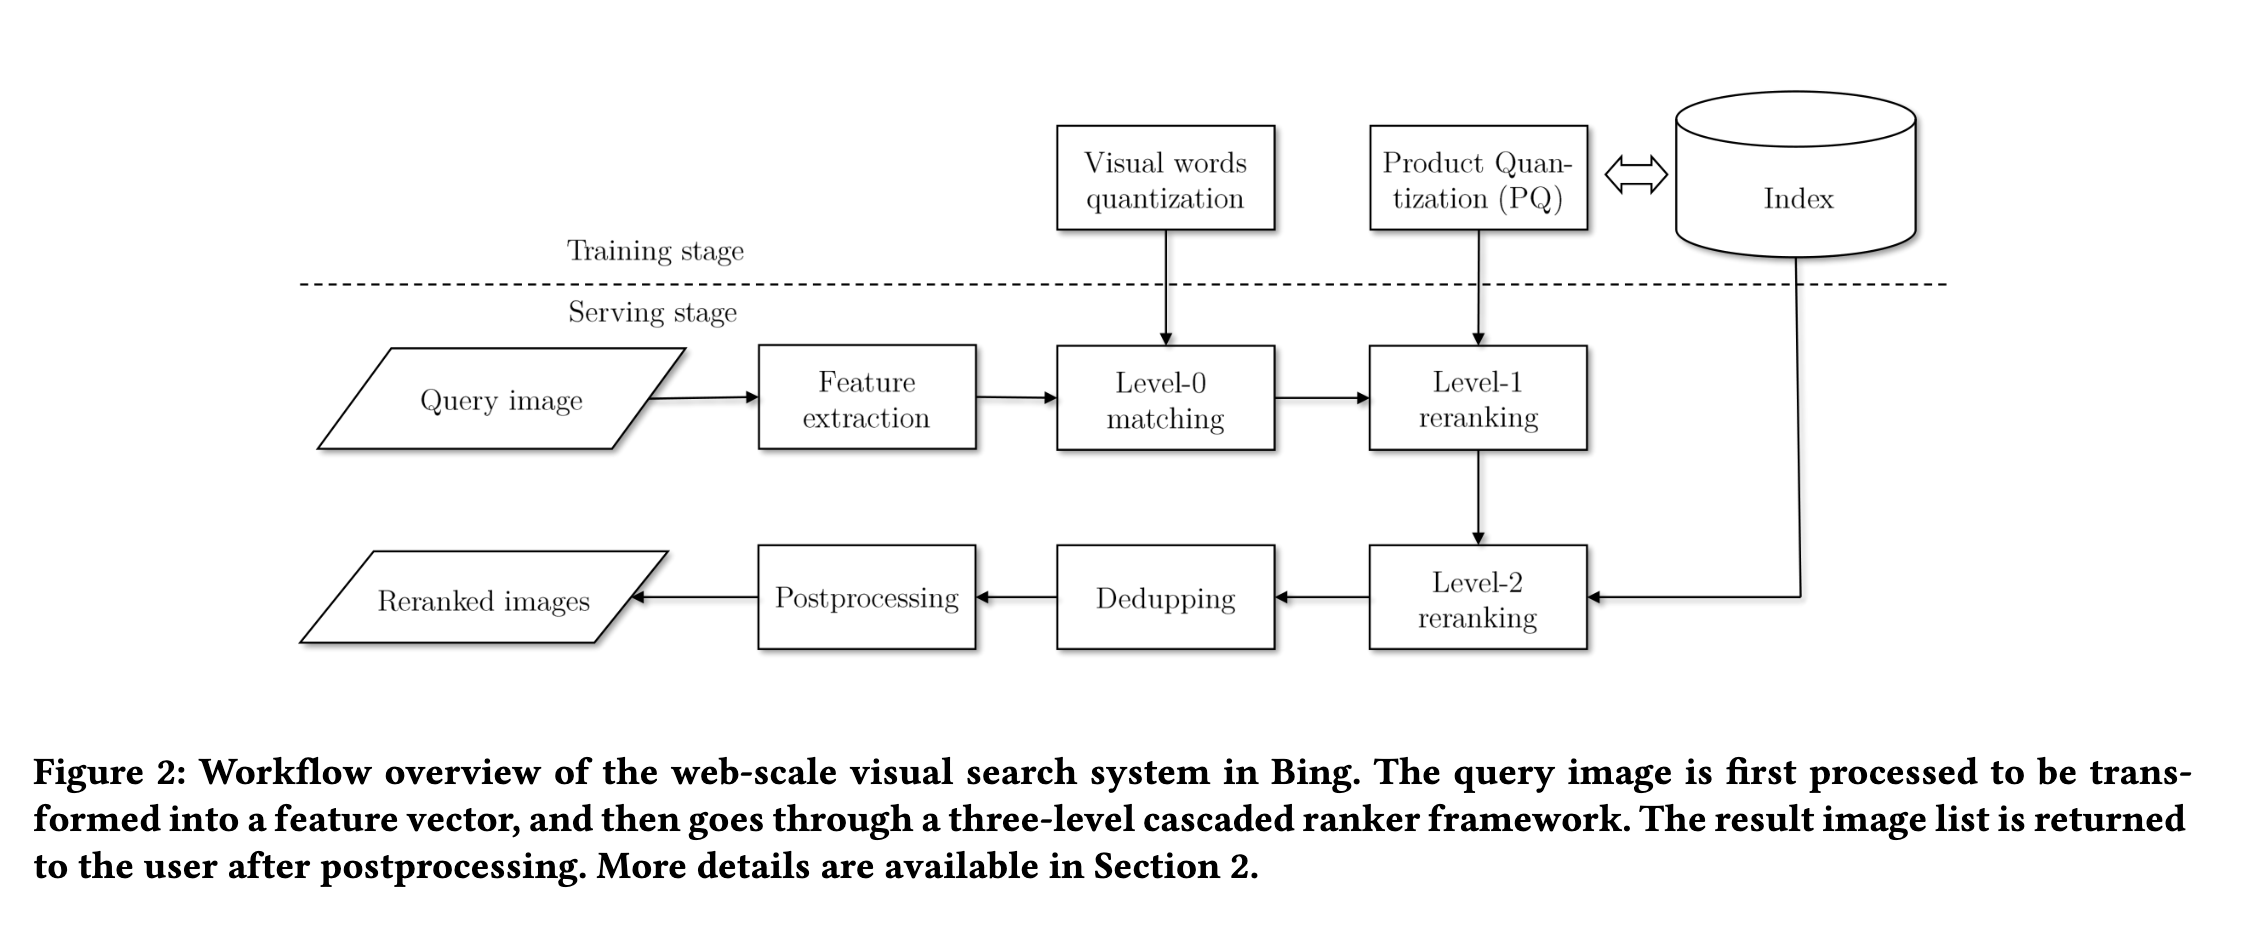 Visual words
quantization
Product Quan-
tization (PQ)
Index
Training stage
Serving stage
Query image
Feature
extraction
Level-0
matching
Level-1
reranking
Reranked images
Postprocessing
Dedupping
Level-2
reranking
Figure 2: Workflow overview of the web-scale visual search system in Bing. The query image is first processed to be trans-
formed into a feature vector, and then goes through a three-level cascaded ranker framework. The result image list is returned
to the user after postprocessing. More details are available in Section 2.